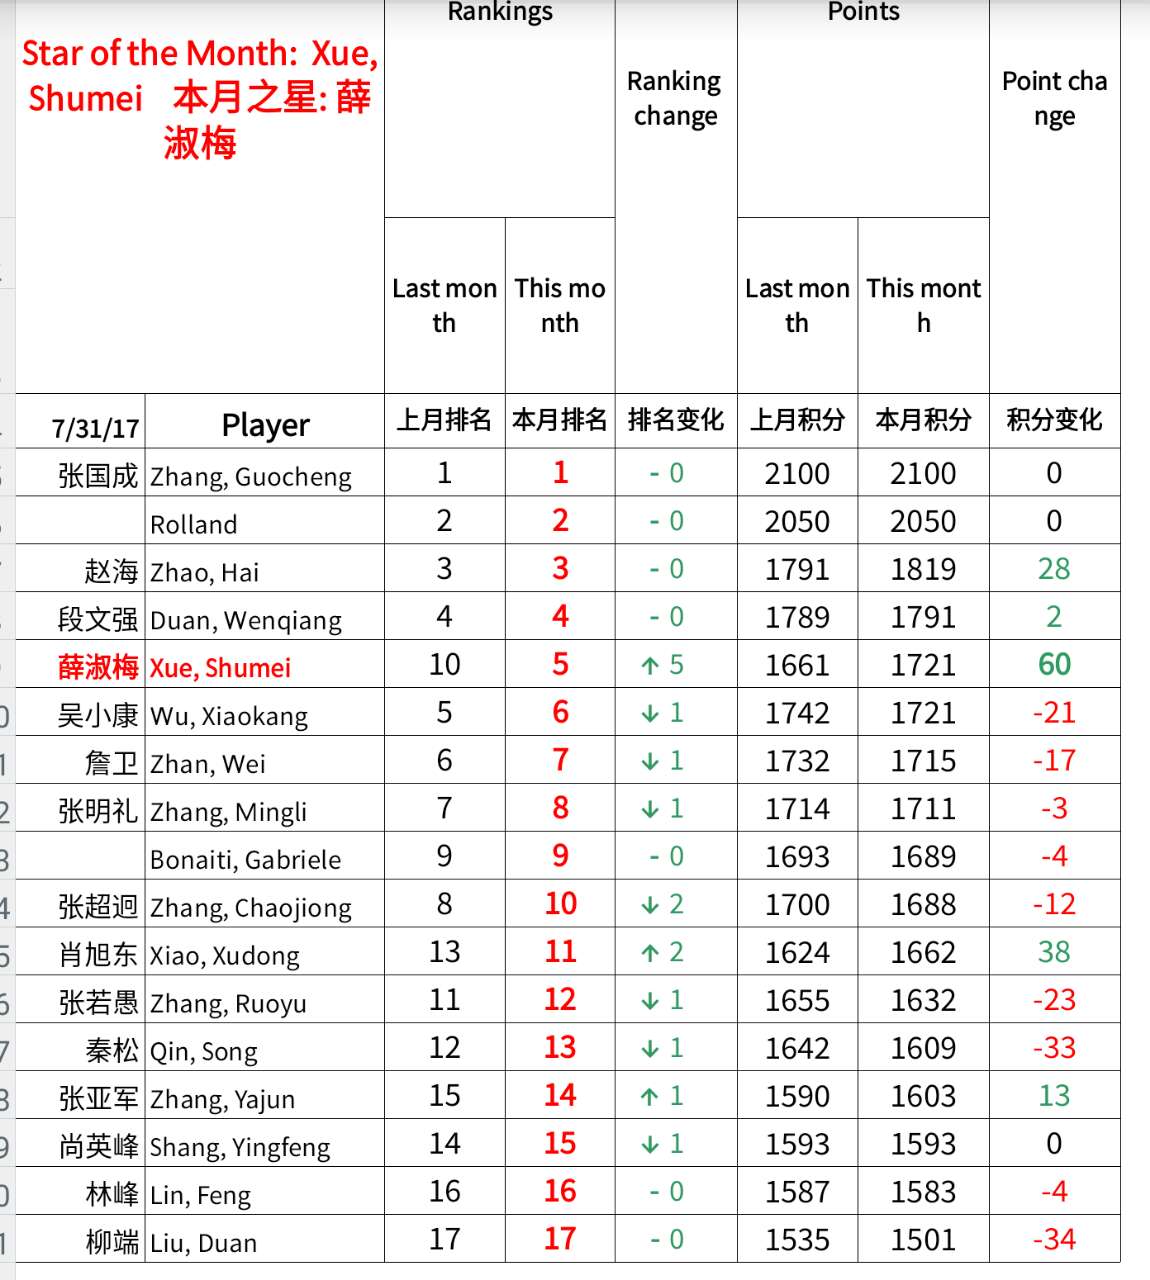 Rankings Points
Star of the Month:  Xue,
Shumei 本月之星: 薛
淑梅
Ranking
change
Point cha
nge
Last mon
th
This mo
nth
Last mon
th
This mont
h
7/31/17 Player 上月排名 本月排名 排名变化 上月积分 本月积分 积分变化
张国成 Zhang, Guocheng 1 1 - 0 2100 2100 0
Rolland 2 2 - 0 2050 2050 0
赵海 Zhao, Hai 3 3 - 0 1791 1819 28
段文强 Duan, Wenqiang 4 4 - 0 1789 1791 2
薛淑梅 Xue, Shumei 10 5 ↑ 5 1661 1721 60
吴小康 Wu, Xiaokang 5 6 ↓ 1 1742 1721 -21
詹卫 Zhan, Wei 6 7 ↓ 1 1732 1715 -17
张明礼 Zhang, Mingli 7 8 ↓ 1 1714 1711 -3
Bonaiti, Gabriele 9 9 - 0 1693 1689 -4
张超迥 Zhang, Chaojiong 8 10 ↓ 2 1700 1688 -12
肖旭东 Xiao, Xudong 13 11 ↑ 2 1624 1662 38
张若愚 Zhang, Ruoyu 11 12 ↓ 1 1655 1632 -23
秦松 Qin, Song 12 13 ↓ 1 1642 1609 -33
张亚军 Zhang, Yajun 15 14 ↑ 1 1590 1603 13
尚英峰 Shang, Yingfeng 14 15 ↓ 1 1593 1593 0
林峰 Lin, Feng 16 16 - 0 1587 1583 -4
柳端 Liu, Duan 17 17 - 0 1535 1501 -34